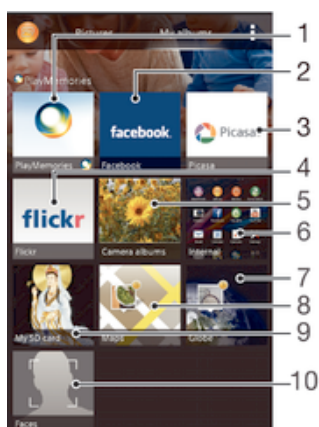 Pictures My albums
PlayMemories
1
2
3
facebook.
Picasa
PlayMemories
Facebook
Picasa
4
flickr
5
6
Flickr
Camera albums
Internal
7
8
9
My SD card
Maps
Globe
10
Faces